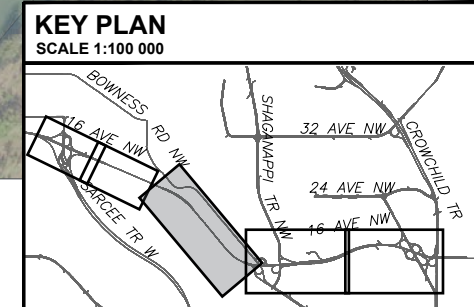 KEY PLAN
SCALE 1:100 000
BOWNESS RD NW
16 AVE NW
SARCEE TR W
SHAGANAPPI TR NW
32 AVE NW
CROWCHILD TR
24 AVE NW
16 AVE NW